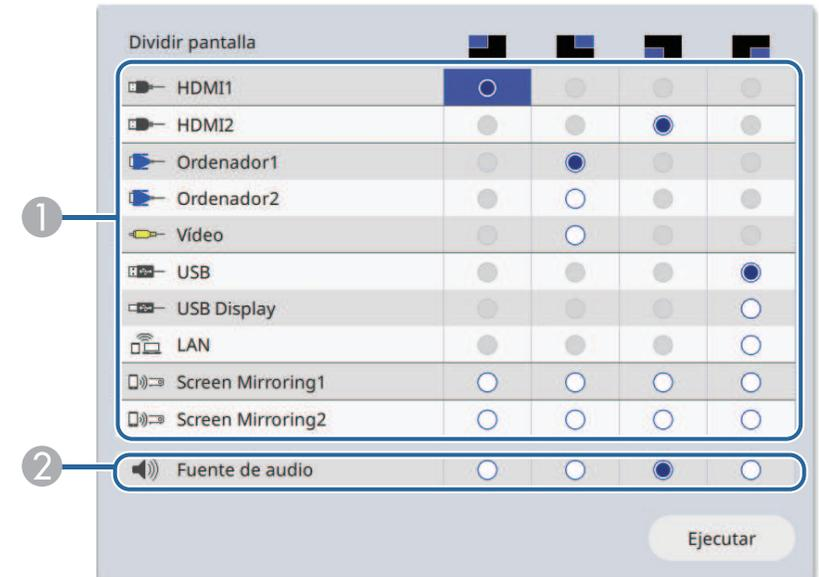 Dividir pantalla
HDMI1
HDMI2
Ordenador1
Ordenador2
Vídeo
USB
USB Display
LAN
Screen Mirroring1
Screen Mirroring2
Fuente de audio
Ejecutar
1
2